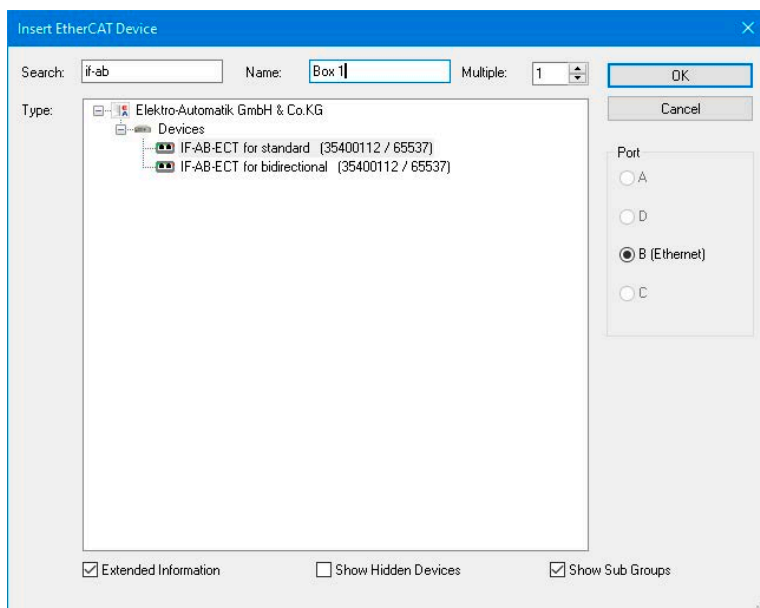 Insert EtherCAT Device
Search: if-ab Name: Box 1 Multiple: 1 OK
Type: Elektro-Automatik GmbH & Co.KG Cancel
Devices
IF-AB-ECT for standard (35400112 / 65537)
IF-AB-ECT for bidirectional (35400112 / 65537)
Port
A
D
B (Ethernet)
C
Extended Information Show Hidden Devices Show Sub Groups